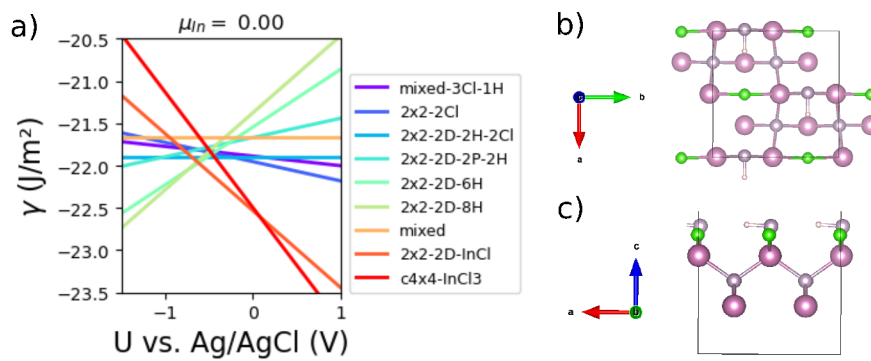 a)
μ_In = 0.00
γ (J/m²)
−20.5
−21.0
−21.5
−22.0
−22.5
−23.0
−23.5
−1
0
1
U vs. Ag/AgCl (V)
mixed-3Cl-1H
2x2-2Cl
2x2-2D-2H-2Cl
2x2-2D-2P-2H
2x2-2D-6H
2x2-2D-8H
mixed
2x2-2D-InCl
c4x4-InCl3
b)
b
a
c)
c
a